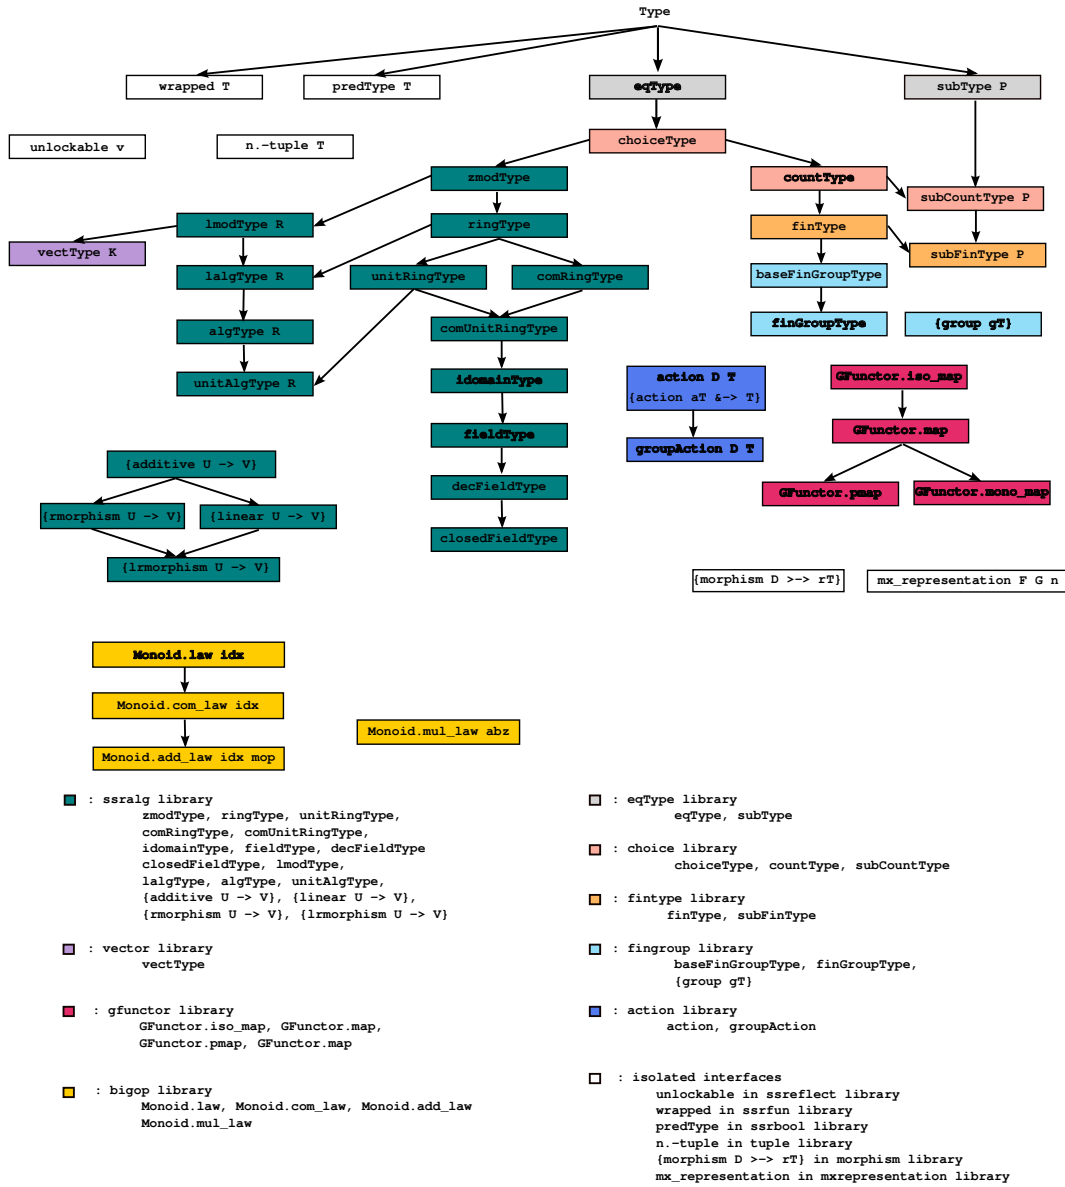 Type
wrapped T
predType T
eqType
subType P
unlockable v
n.-tuple T
choiceType
zmodType
countType
subCountType P
lmodType R
ringType
finType
vectType K
subFinType P
lalgType R
unitRingType
comRingType
baseFinGroupType
algType R
comUnitRingType
finGroupType
{group gT}
unitAlgType R
idomainType
action D T
{action aT &-> T}
GFunctor.iso_map
fieldType
groupAction D T
GFunctor.map
{additive U -> V}
decFieldType
GFunctor.pmap
GFunctor.mono_map
{rmorphism U -> V}
{linear U -> V}
closedFieldType
{lrmorphism U -> V}
{morphism D >-> rT}
mx_representation F G n
Monoid.law idx
Monoid.com_law idx
Monoid.mul_law abz
Monoid.add_law idx mop
: ssralg library
zmodType, ringType, unitRingType,
comRingType, comUnitRingType,
idomainType, fieldType, decFieldType
closedFieldType, lmodType,
lalgType, algType, unitAlgType,
{additive U -> V}, {linear U -> V},
{rmorphism U -> V}, {lrmorphism U -> V}
: vector library
vectType
: gfunctor library
GFunctor.iso_map, GFunctor.map,
GFunctor.pmap, GFunctor.map
: bigop library
Monoid.law, Monoid.com_law, Monoid.add_law
Monoid.mul_law
: eqType library
eqType, subType
: choice library
choiceType, countType, subCountType
: fintype library
finType, subFinType
: fingroup library
baseFinGroupType, finGroupType,
{group gT}
: action library
action, groupAction
: isolated interfaces
unlockable in ssreflect library
wrapped in ssrfun library
predType in ssrbool library
n.-tuple in tuple library
{morphism D >-> rT} in morphism library
mx_representation in mxrepresentation library